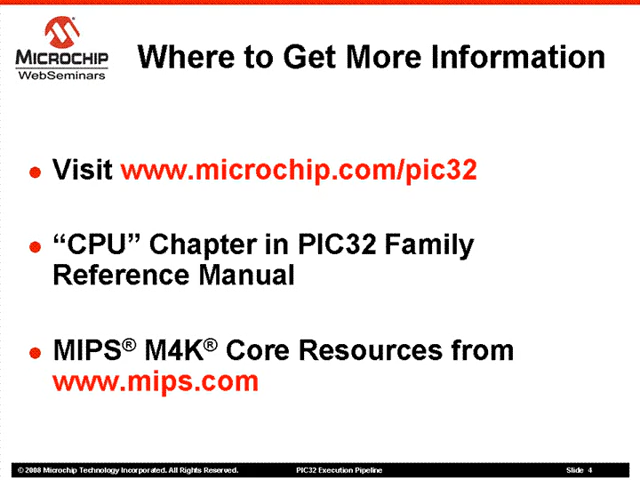 MICROCHIP
WebSeminars
Where to Get More Information
Visit www.microchip.com/pic32
“CPU” Chapter in PIC32 Family
Reference Manual
MIPS® M4K® Core Resources from
www.mips.com
© 2008 Microchip Technology Incorporated. All Rights Reserved. PIC32 Execution Pipeline Slide 4